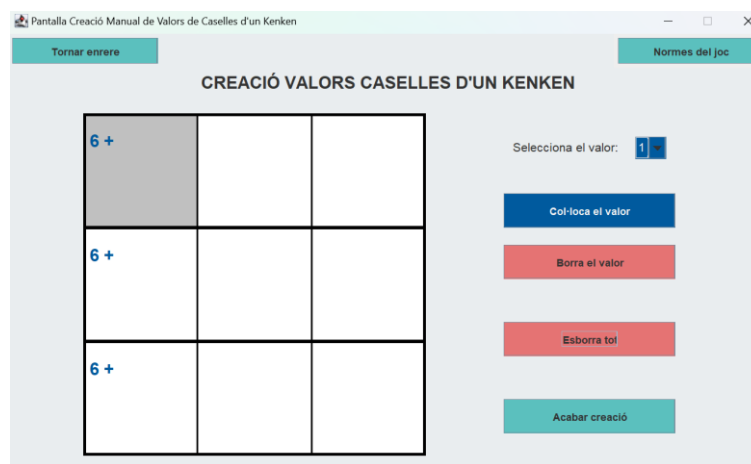 Pantalla Creació Manual de Valors de Caselles d'un Kenken
Tornar enrere
Normes del joc
CREACIÓ VALORS CASELLES D'UN KENKEN
6 +
Selecciona el valor: 1
Col·loca el valor
6 +
Borra el valor
Esborra tot
6 +
Acabar creació